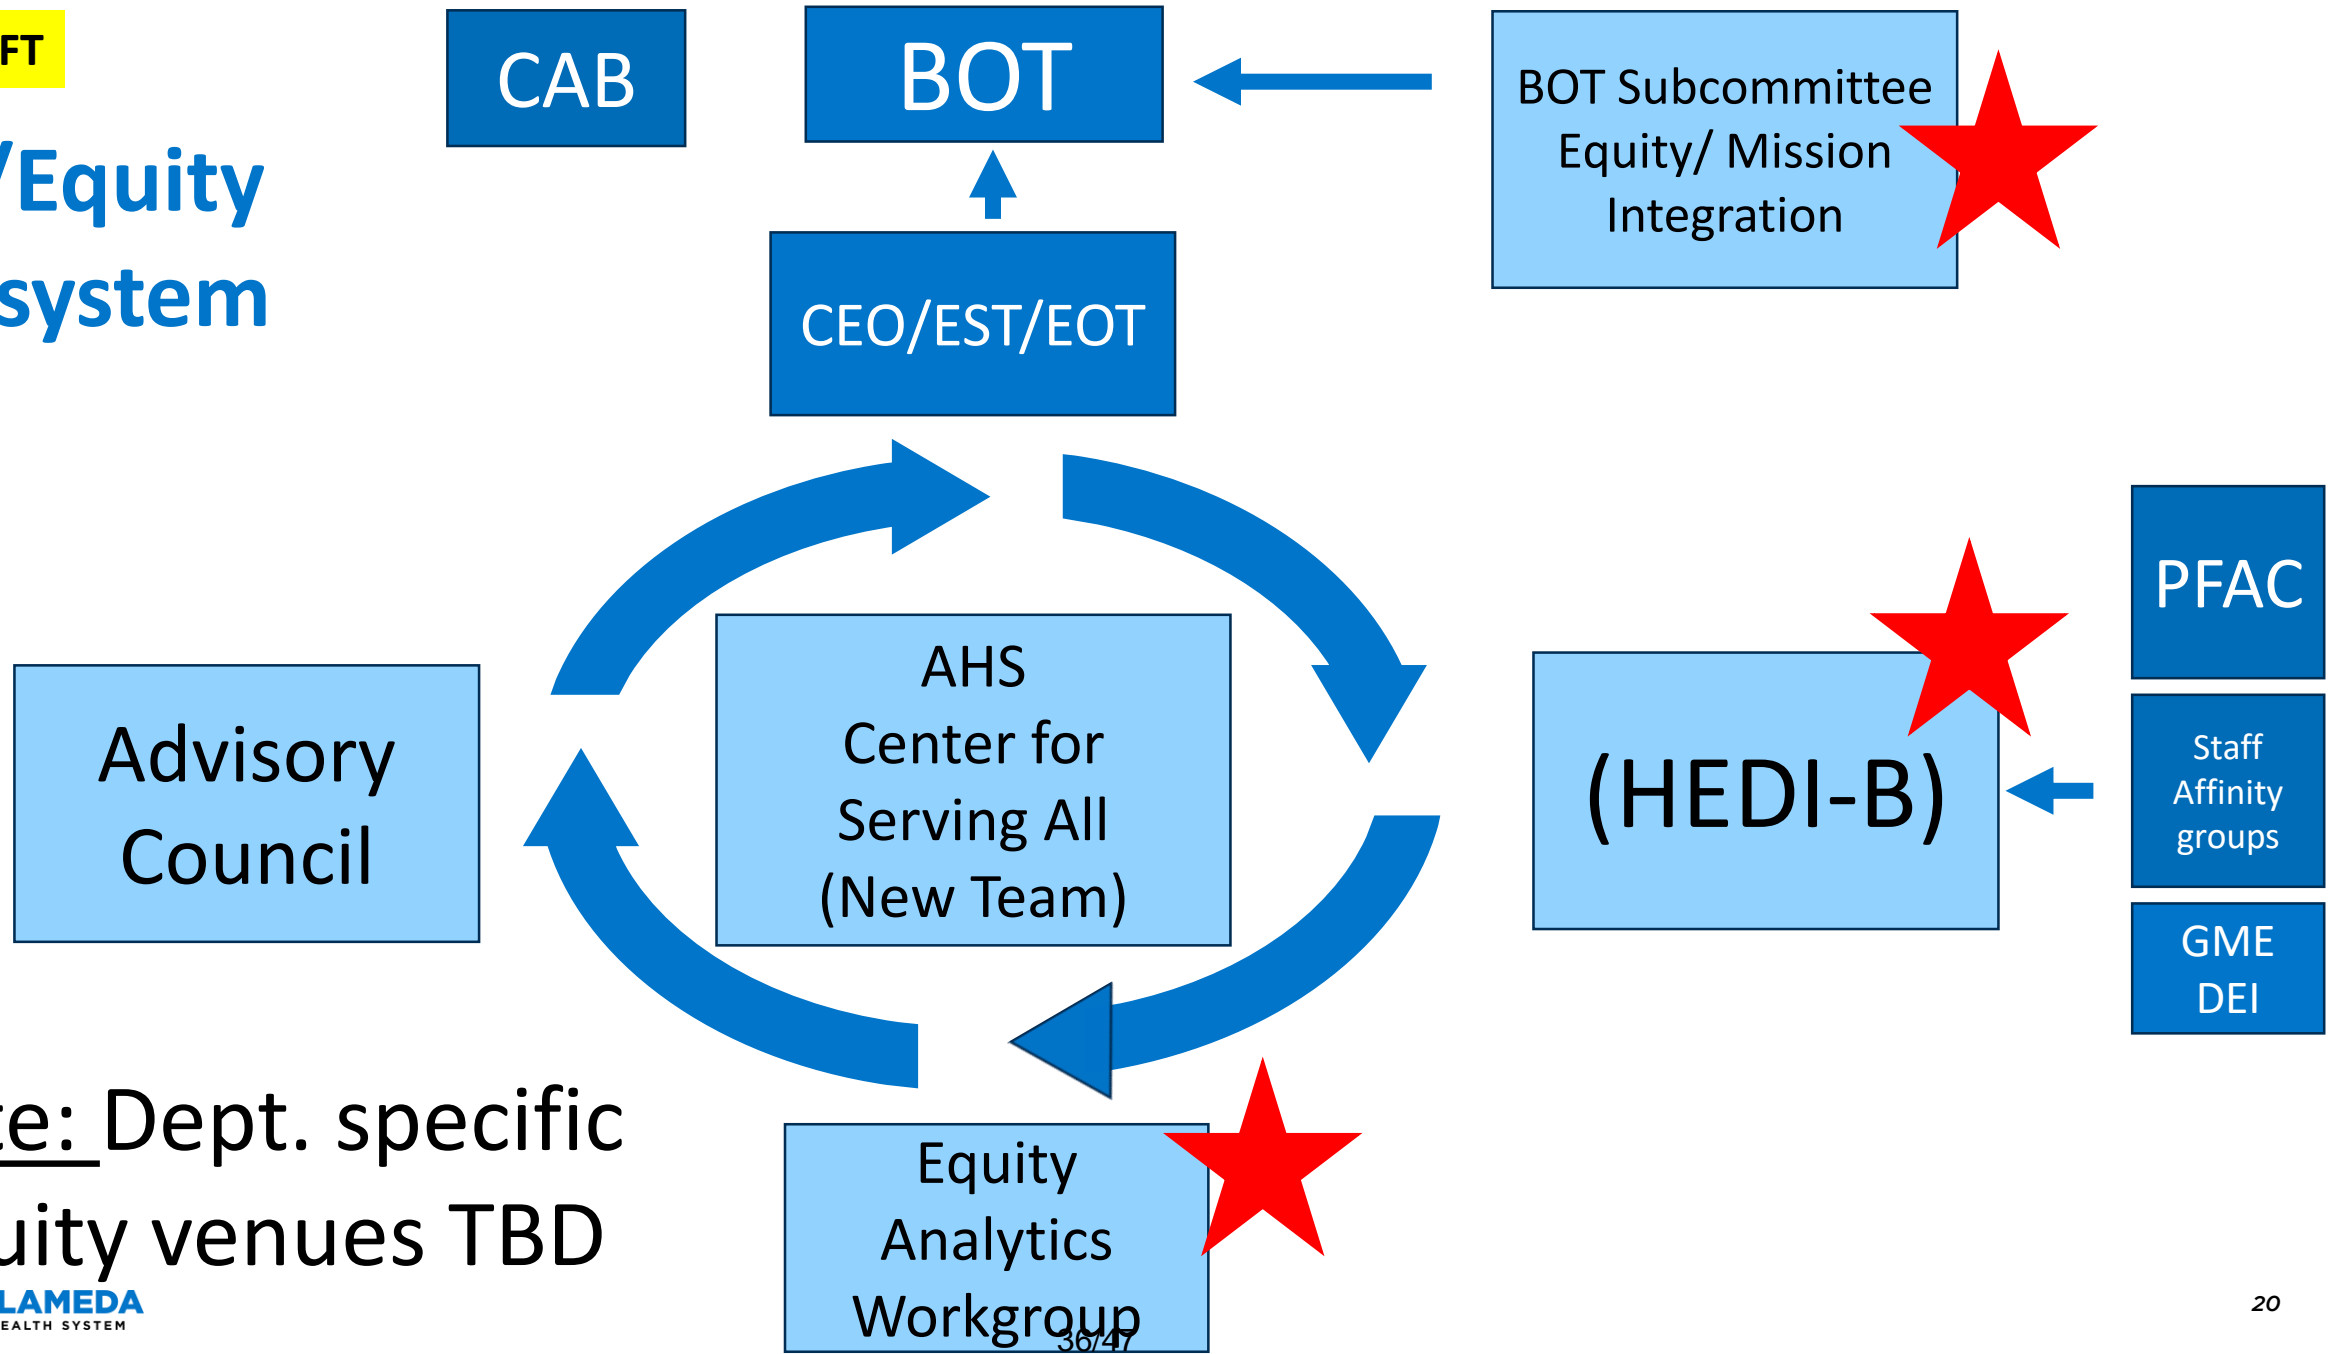 FT
/Equity
system
CAB
BOT
BOT Subcommittee
Equity/ Mission
Integration
CEO/EST/EOT
Advisory
Council
AHS
Center for
Serving All
(New Team)
(HEDI-B)
PFAC
Staff
Affinity
groups
GME
DEI
te: Dept. specific
uity venues TBD
Equity
Analytics
Workgroup
LAMEDA
EALTH SYSTEM
36/47
20